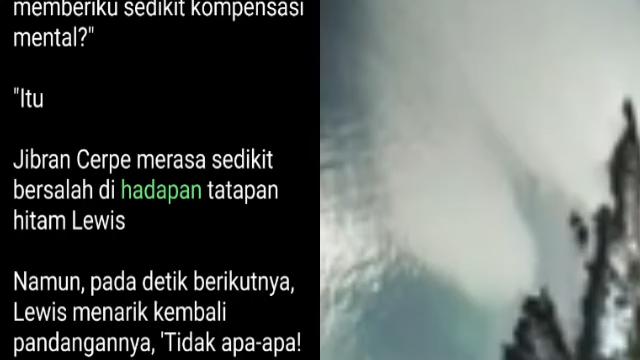 memberiku sedikit kompensasi
mental?"
"Itu
Jibran Cerpe merasa sedikit
bersalah di hadapan tatapan
hitam Lewis
Namun, pada detik berikutnya,
Lewis menarik kembali
pandangannya, 'Tidak apa-apa!